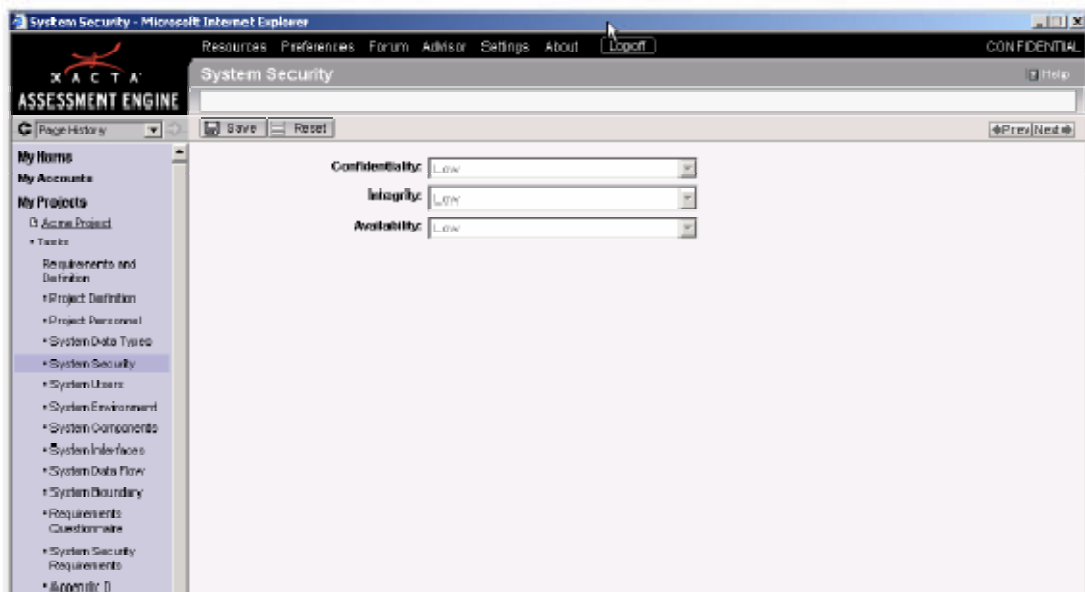 System Security - Microsoft Internet Explorer
Resources Preferences Forum Advisor Settings About Logoff CONFIDENTIAL
XACTA
ASSESSMENT ENGINE
System Security
Help
Page History
Save Reset
Prev Next
My Home
My Accounts
My Projects
Acme Project
Tasks
Requirements and
Definition
Project Definition
Project Personnel
System Data Types
System Security
System Users
System Environment
System Components
System Interfaces
System Data Flow
System Boundary
Requirements
Questionnaire
System Security
Requirements
Appendix D
Confidentiality: Low
Integrity: Low
Availability: Low